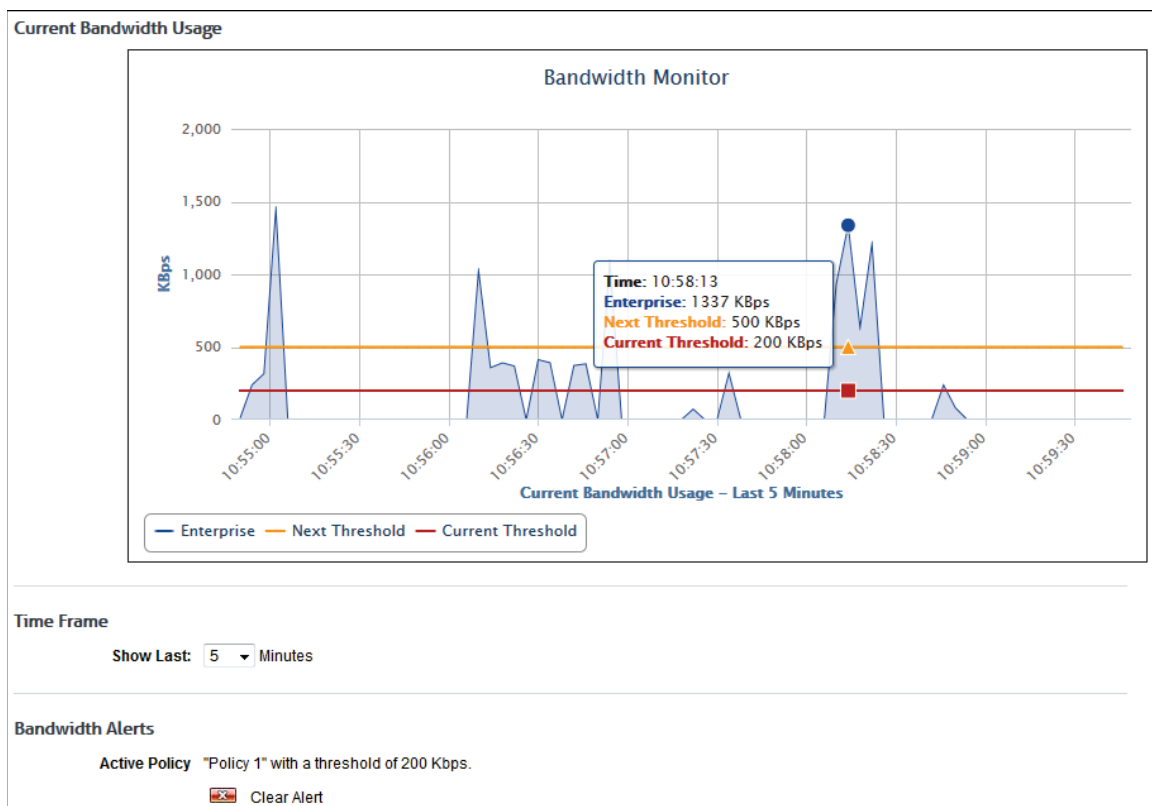 Current Bandwidth Usage
Bandwidth Monitor
2,000
1,500
1,000
500
0
KBps
Time: 10:58:13
Enterprise: 1337 KBps
Next Threshold: 500 KBps
Current Threshold: 200 KBps
10:55:00
10:55:30
10:56:00
10:56:30
10:57:00
10:57:30
10:58:00
10:58:30
10:59:00
10:59:30
Current Bandwidth Usage – Last 5 Minutes
Enterprise
Next Threshold
Current Threshold
Time Frame
Show Last: 5 Minutes
Bandwidth Alerts
Active Policy "Policy 1" with a threshold of 200 Kbps.
Clear Alert